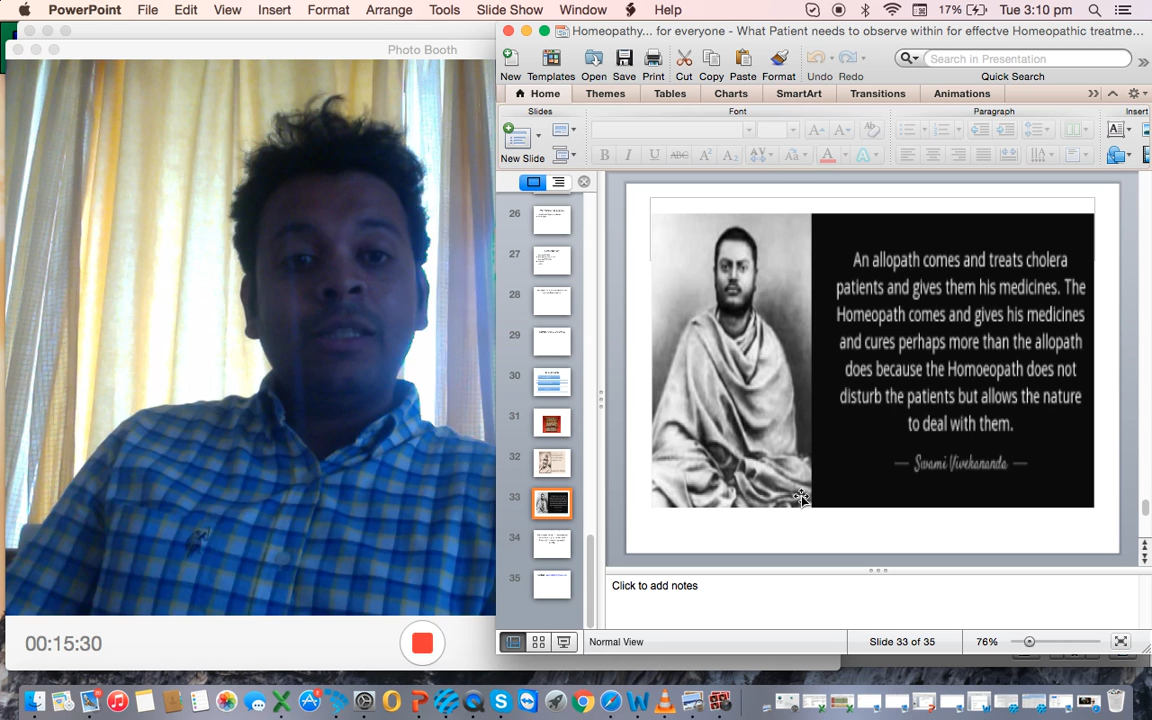 PowerPoint File Edit View Insert Format Arrange Tools Slide Show Window Help 17% Tue 3:10 pm
Photo Booth
Homeopathy... for everyone - What Patient needs to observe within for effectve Homeopathic treatme...
New Templates Open Save Print Cut Copy Paste Format Undo Redo
Search in Presentation
Quick Search
Home Themes Tables Charts SmartArt Transitions Animations
Slides Font Paragraph Insert
New Slide
B I U ABC A² A₂ AV Aa A A
26
27
28
29
30
31
32
33
34
35
An allopath comes and treats cholera
patients and gives them his medicines. The
Homeopath comes and gives his medicines
and cures perhaps more than the allopath
does because the Homoeopath does not
disturb the patients but allows the nature
to deal with them.
— Swami Vivekananda —
Click to add notes
00:15:30
Normal View Slide 33 of 35 76%